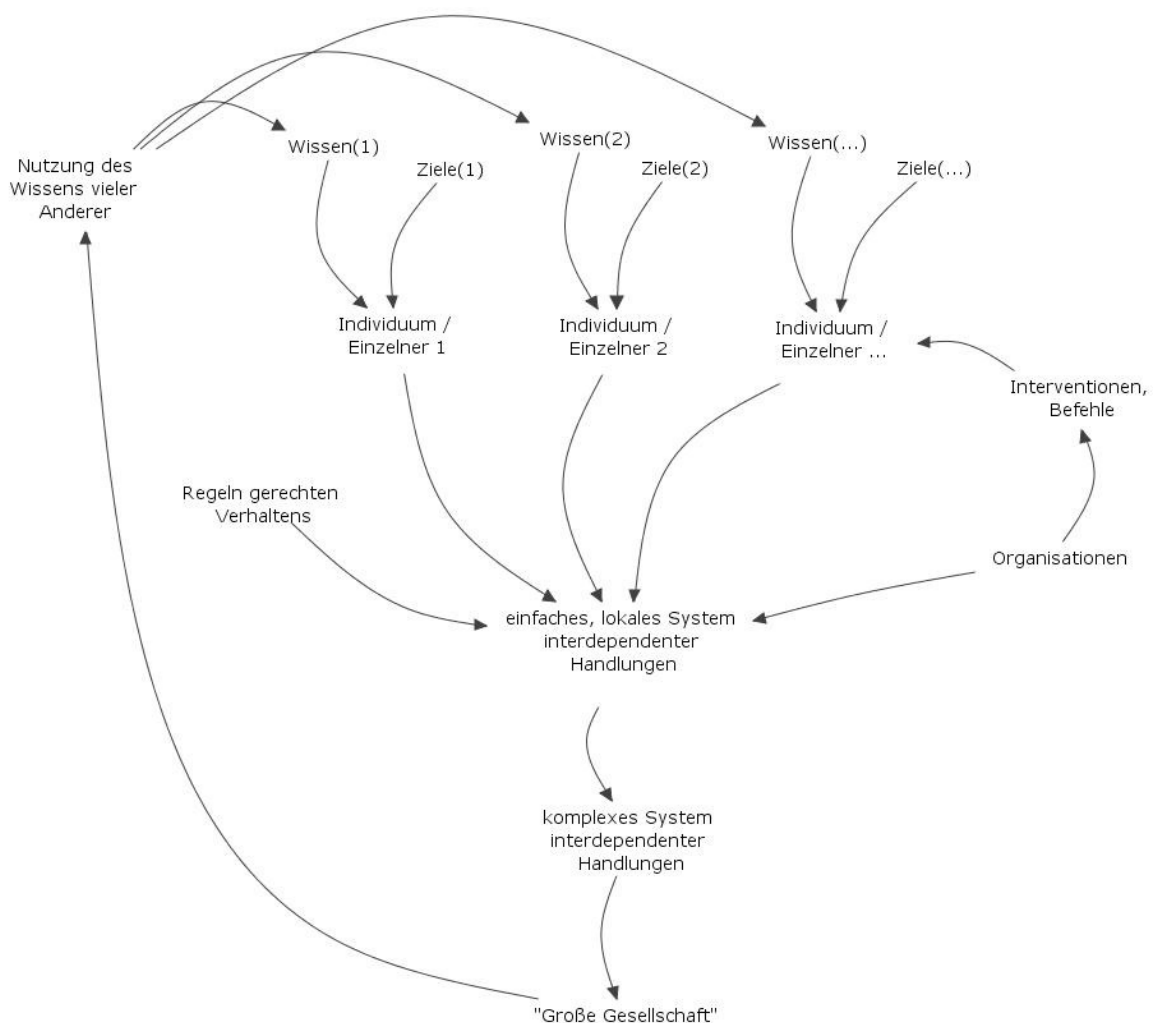 Nutzung des
Wissens vieler
Anderer
Wissen(1)
Ziele(1)
Wissen(2)
Ziele(2)
Wissen(...)
Ziele(...)
Individuum /
Einzelner 1
Individuum /
Einzelner 2
Individuum /
Einzelner ...
Interventionen,
Befehle
Regeln gerechten
Verhaltens
Organisationen
einfaches, lokales System
interdependenter
Handlungen
komplexes System
interdependenter
Handlungen
"Große Gesellschaft"